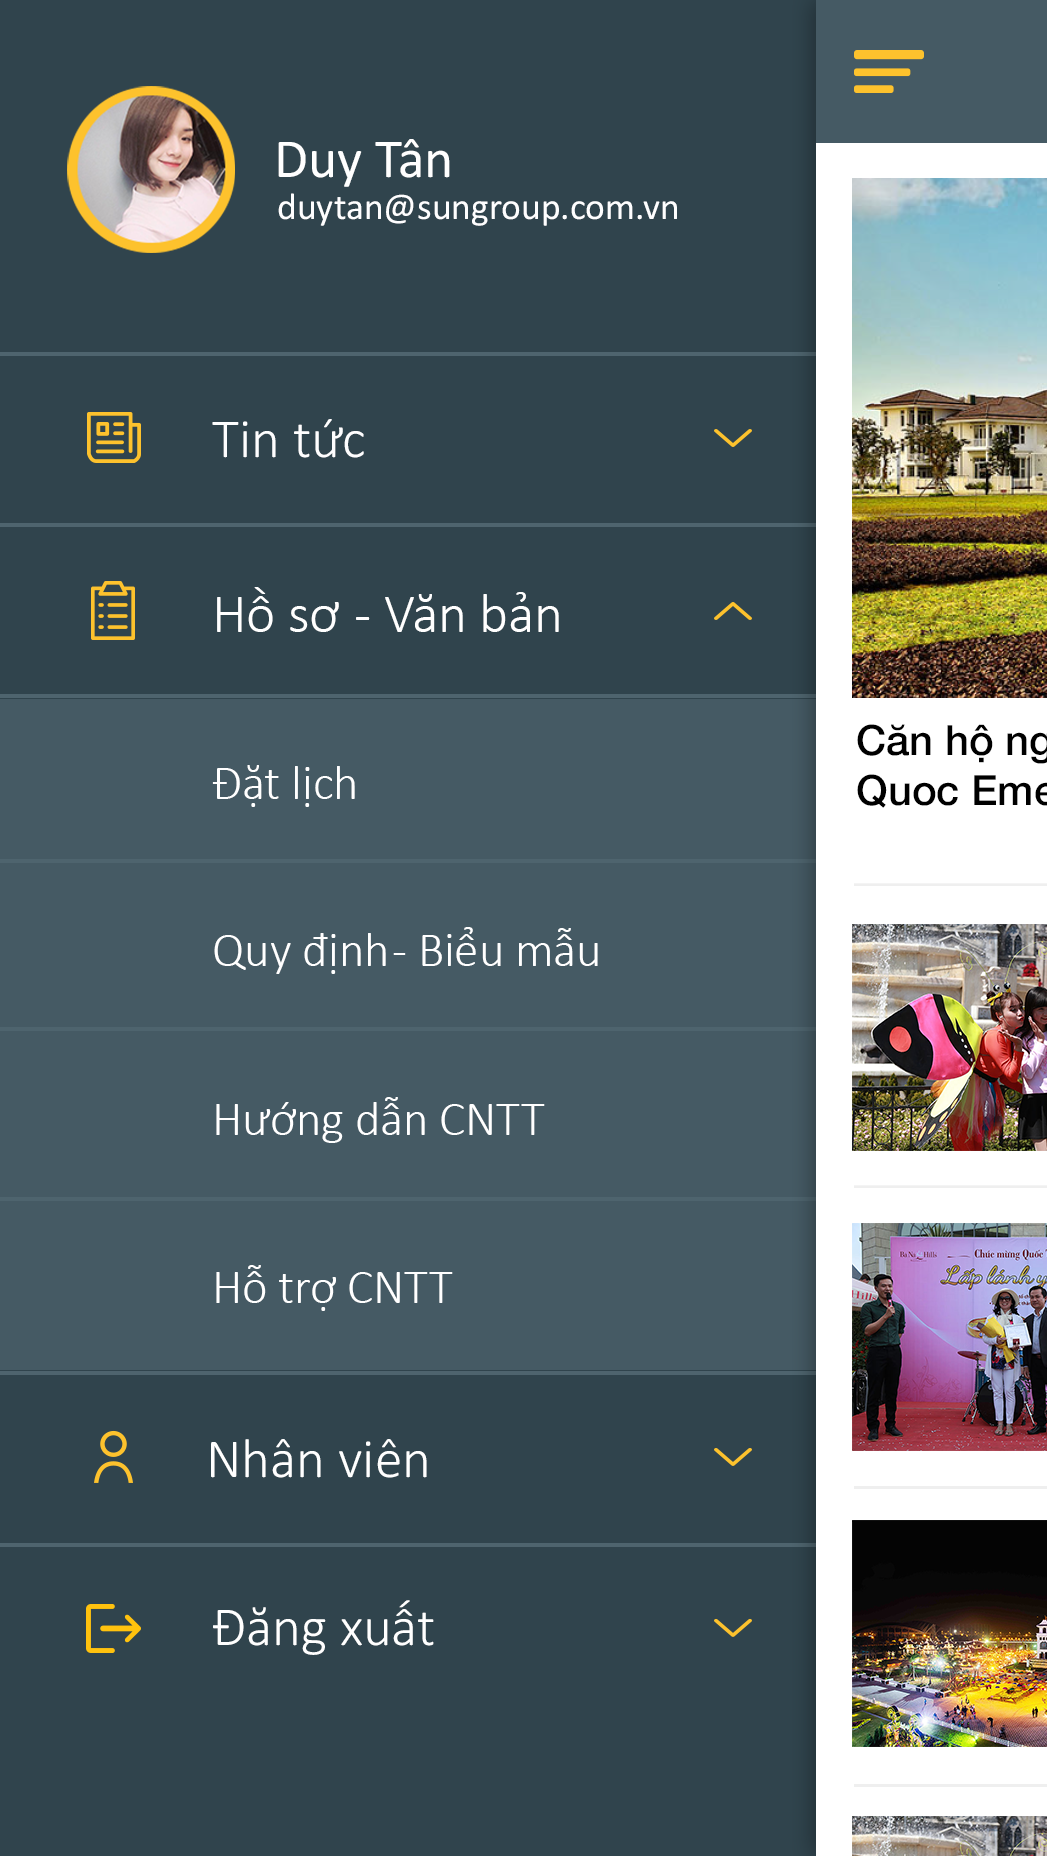 Duy Tân
duytan@sungroup.com.vn
Tin tức
Hồ sơ - Văn bản
Đặt lịch
Quy định - Biểu mẫu
Hướng dẫn CNTT
Hỗ trợ CNTT
Nhân viên
Đăng xuất
Căn hộ ng
Quoc Eme
Ba Na Hills
Chúc mừng Quốc T
Lấp lánh y